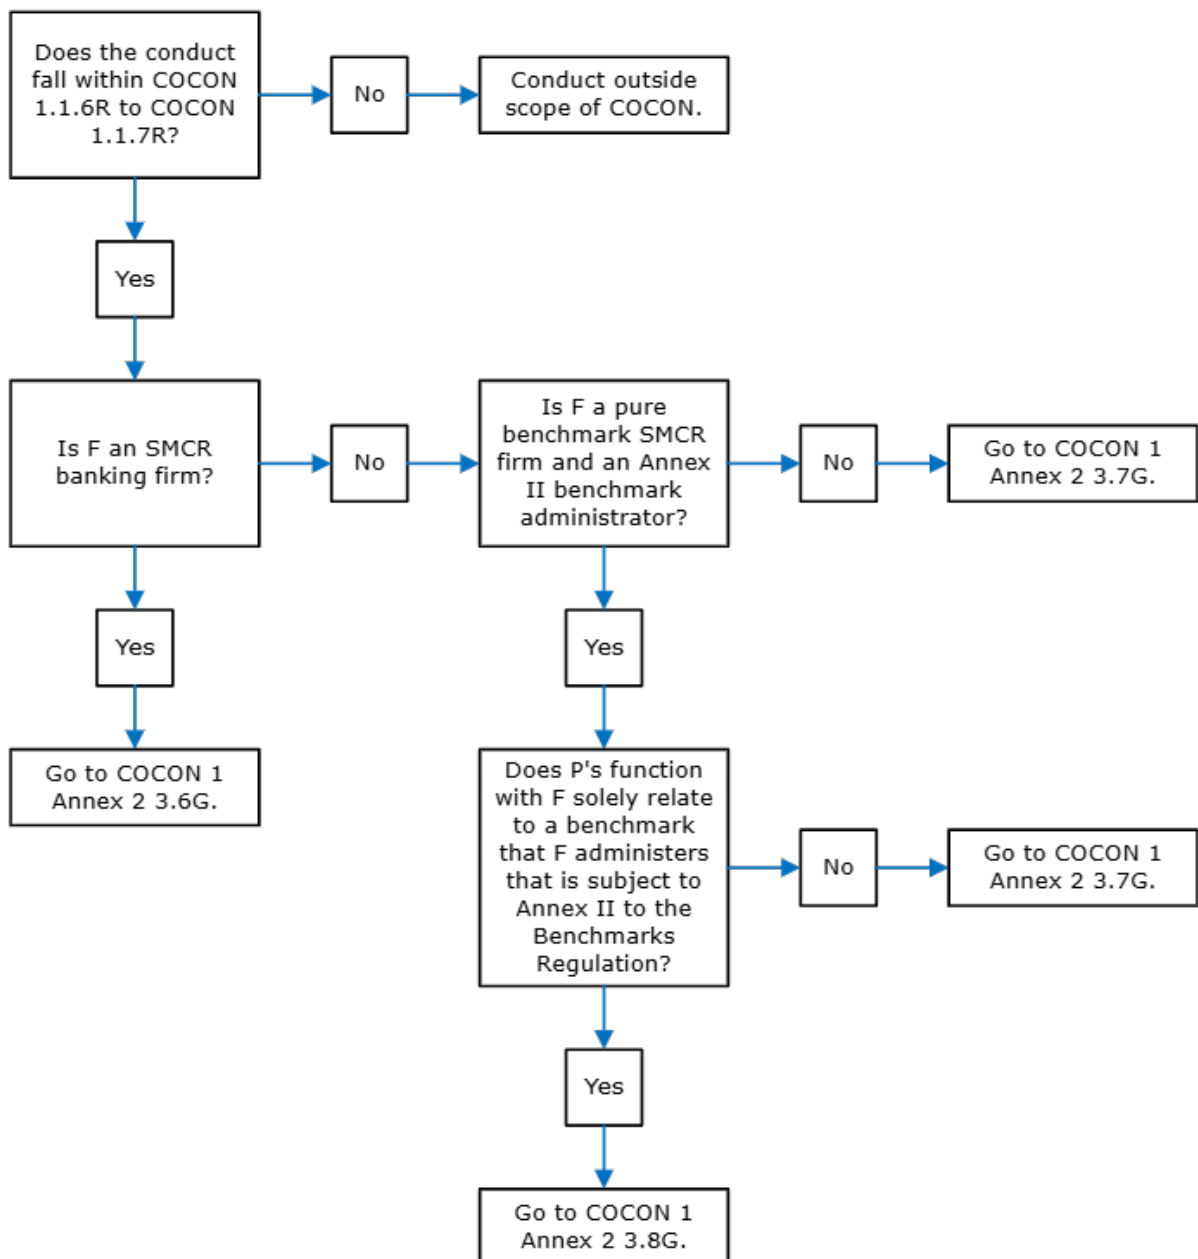 Does the conduct
fall within COCON
1.1.6R to COCON
1.1.7R?
No
Conduct outside
scope of COCON.
Yes
Is F an SMCR
banking firm?
No
Is F a pure
benchmark SMCR
firm and an Annex
II benchmark
administrator?
No
Go to COCON 1
Annex 2 3.7G.
Yes
Go to COCON 1
Annex 2 3.6G.
Yes
Does P's function
with F solely relate
to a benchmark
that F administers
that is subject to
Annex II to the
Benchmarks
Regulation?
No
Go to COCON 1
Annex 2 3.7G.
Yes
Go to COCON 1
Annex 2 3.8G.